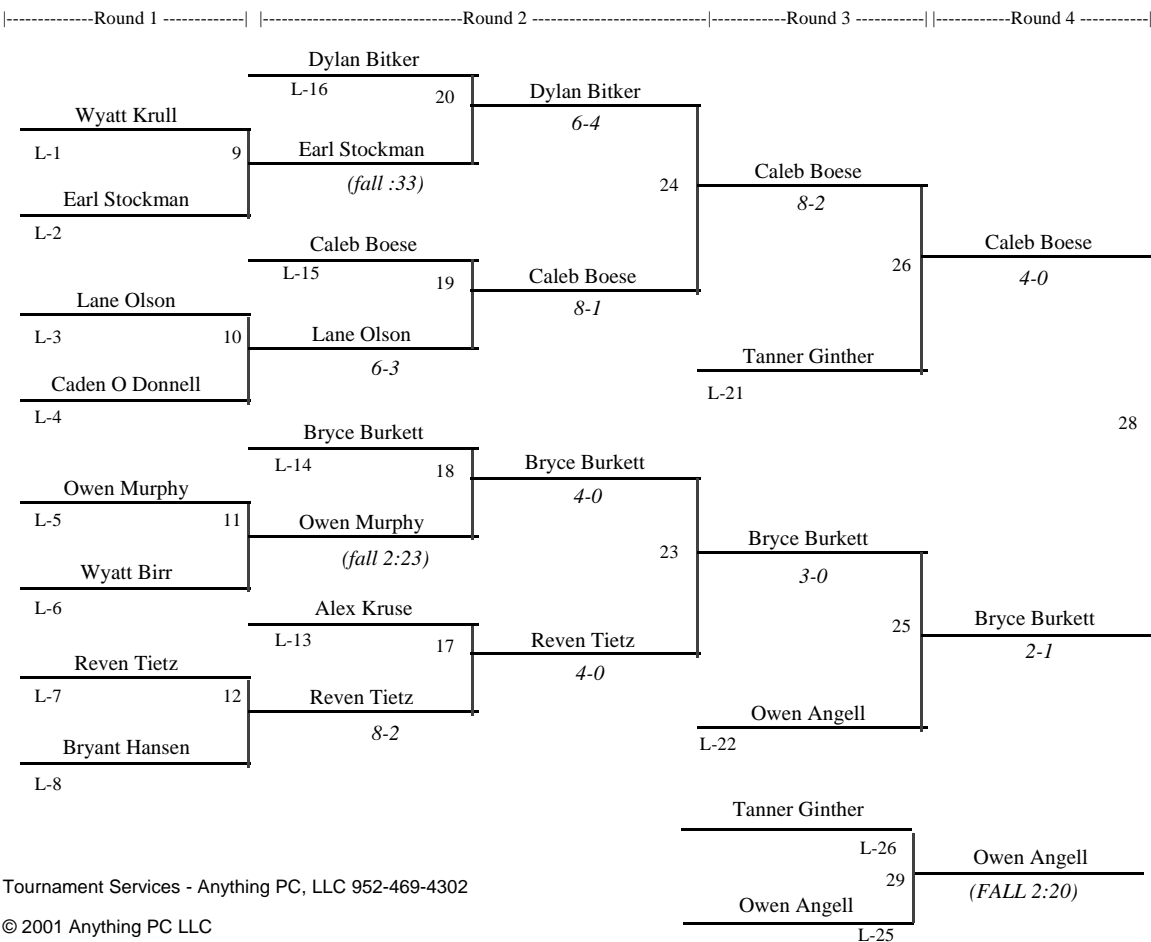 |--------------Round 1 -------------| |-------------------------------Round 2 ---------------------------|-----------Round 3 -----------| |------------Round 4 -----------|
Dylan Bitker
L-16 20 Dylan Bitker
Wyatt Krull 6-4
L-1 9 Earl Stockman
(fall :33) 24 Caleb Boese
Earl Stockman 8-2
L-2
Caleb Boese Caleb Boese
L-15 19 Caleb Boese 26 4-0
Lane Olson 8-1
L-3 10 Lane Olson
6-3 Tanner Ginther
Caden O Donnell L-21
L-4
28
Bryce Burkett
L-14 18 Bryce Burkett
Owen Murphy 4-0
L-5 11 Owen Murphy
(fall 2:23) 23 Bryce Burkett
Wyatt Birr 3-0
L-6
Alex Kruse Bryce Burkett
L-13 17 Reven Tietz 25 2-1
Reven Tietz 4-0
L-7 12 Reven Tietz
8-2 Owen Angell
Bryant Hansen L-22
L-8
Tanner Ginther
L-26 Owen Angell
29 (FALL 2:20)
Owen Angell
L-25
Tournament Services - Anything PC, LLC 952-469-4302
© 2001 Anything PC LLC